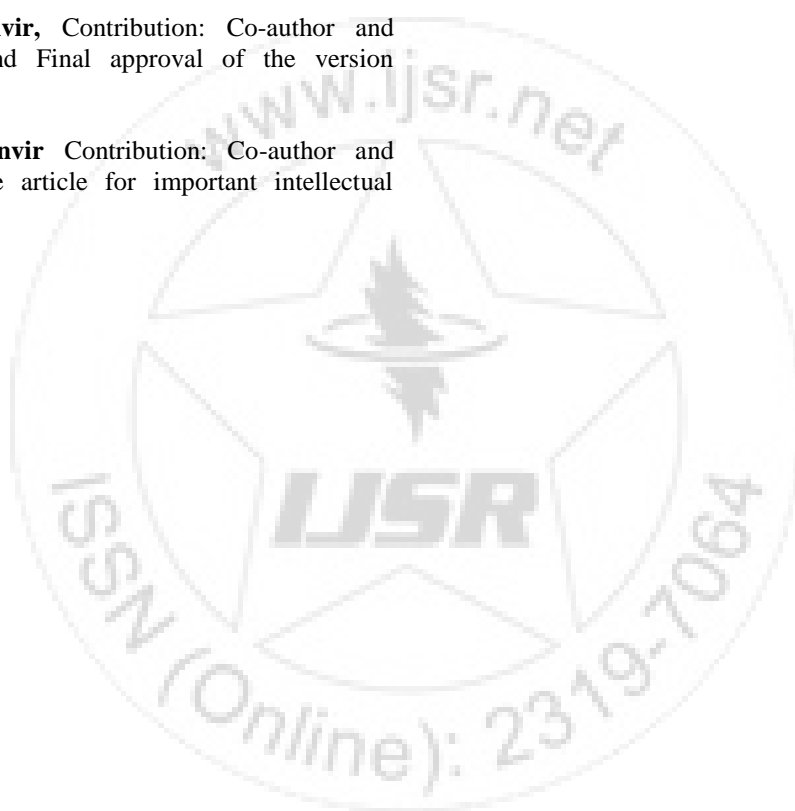 vir, Contribution: Co-author and
nd Final approval of the version
nvir Contribution: Co-author and
e article for important intellectual
www.ijsr.net
IJSR
ISSN (Online): 2319-7064